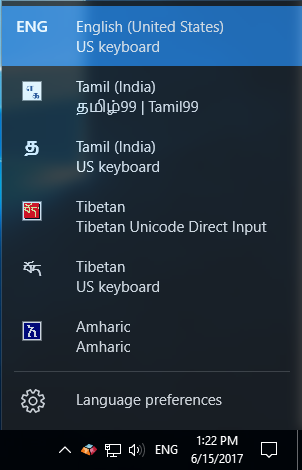 ENG English (United States)
US keyboard
Tamil (India)
தமிழ்99 | Tamil99
த Tamil (India)
US keyboard
Tibetan
Tibetan Unicode Direct Input
བོད Tibetan
US keyboard
አ Amharic
Amharic
Language preferences
ENG 1:22 PM
6/15/2017